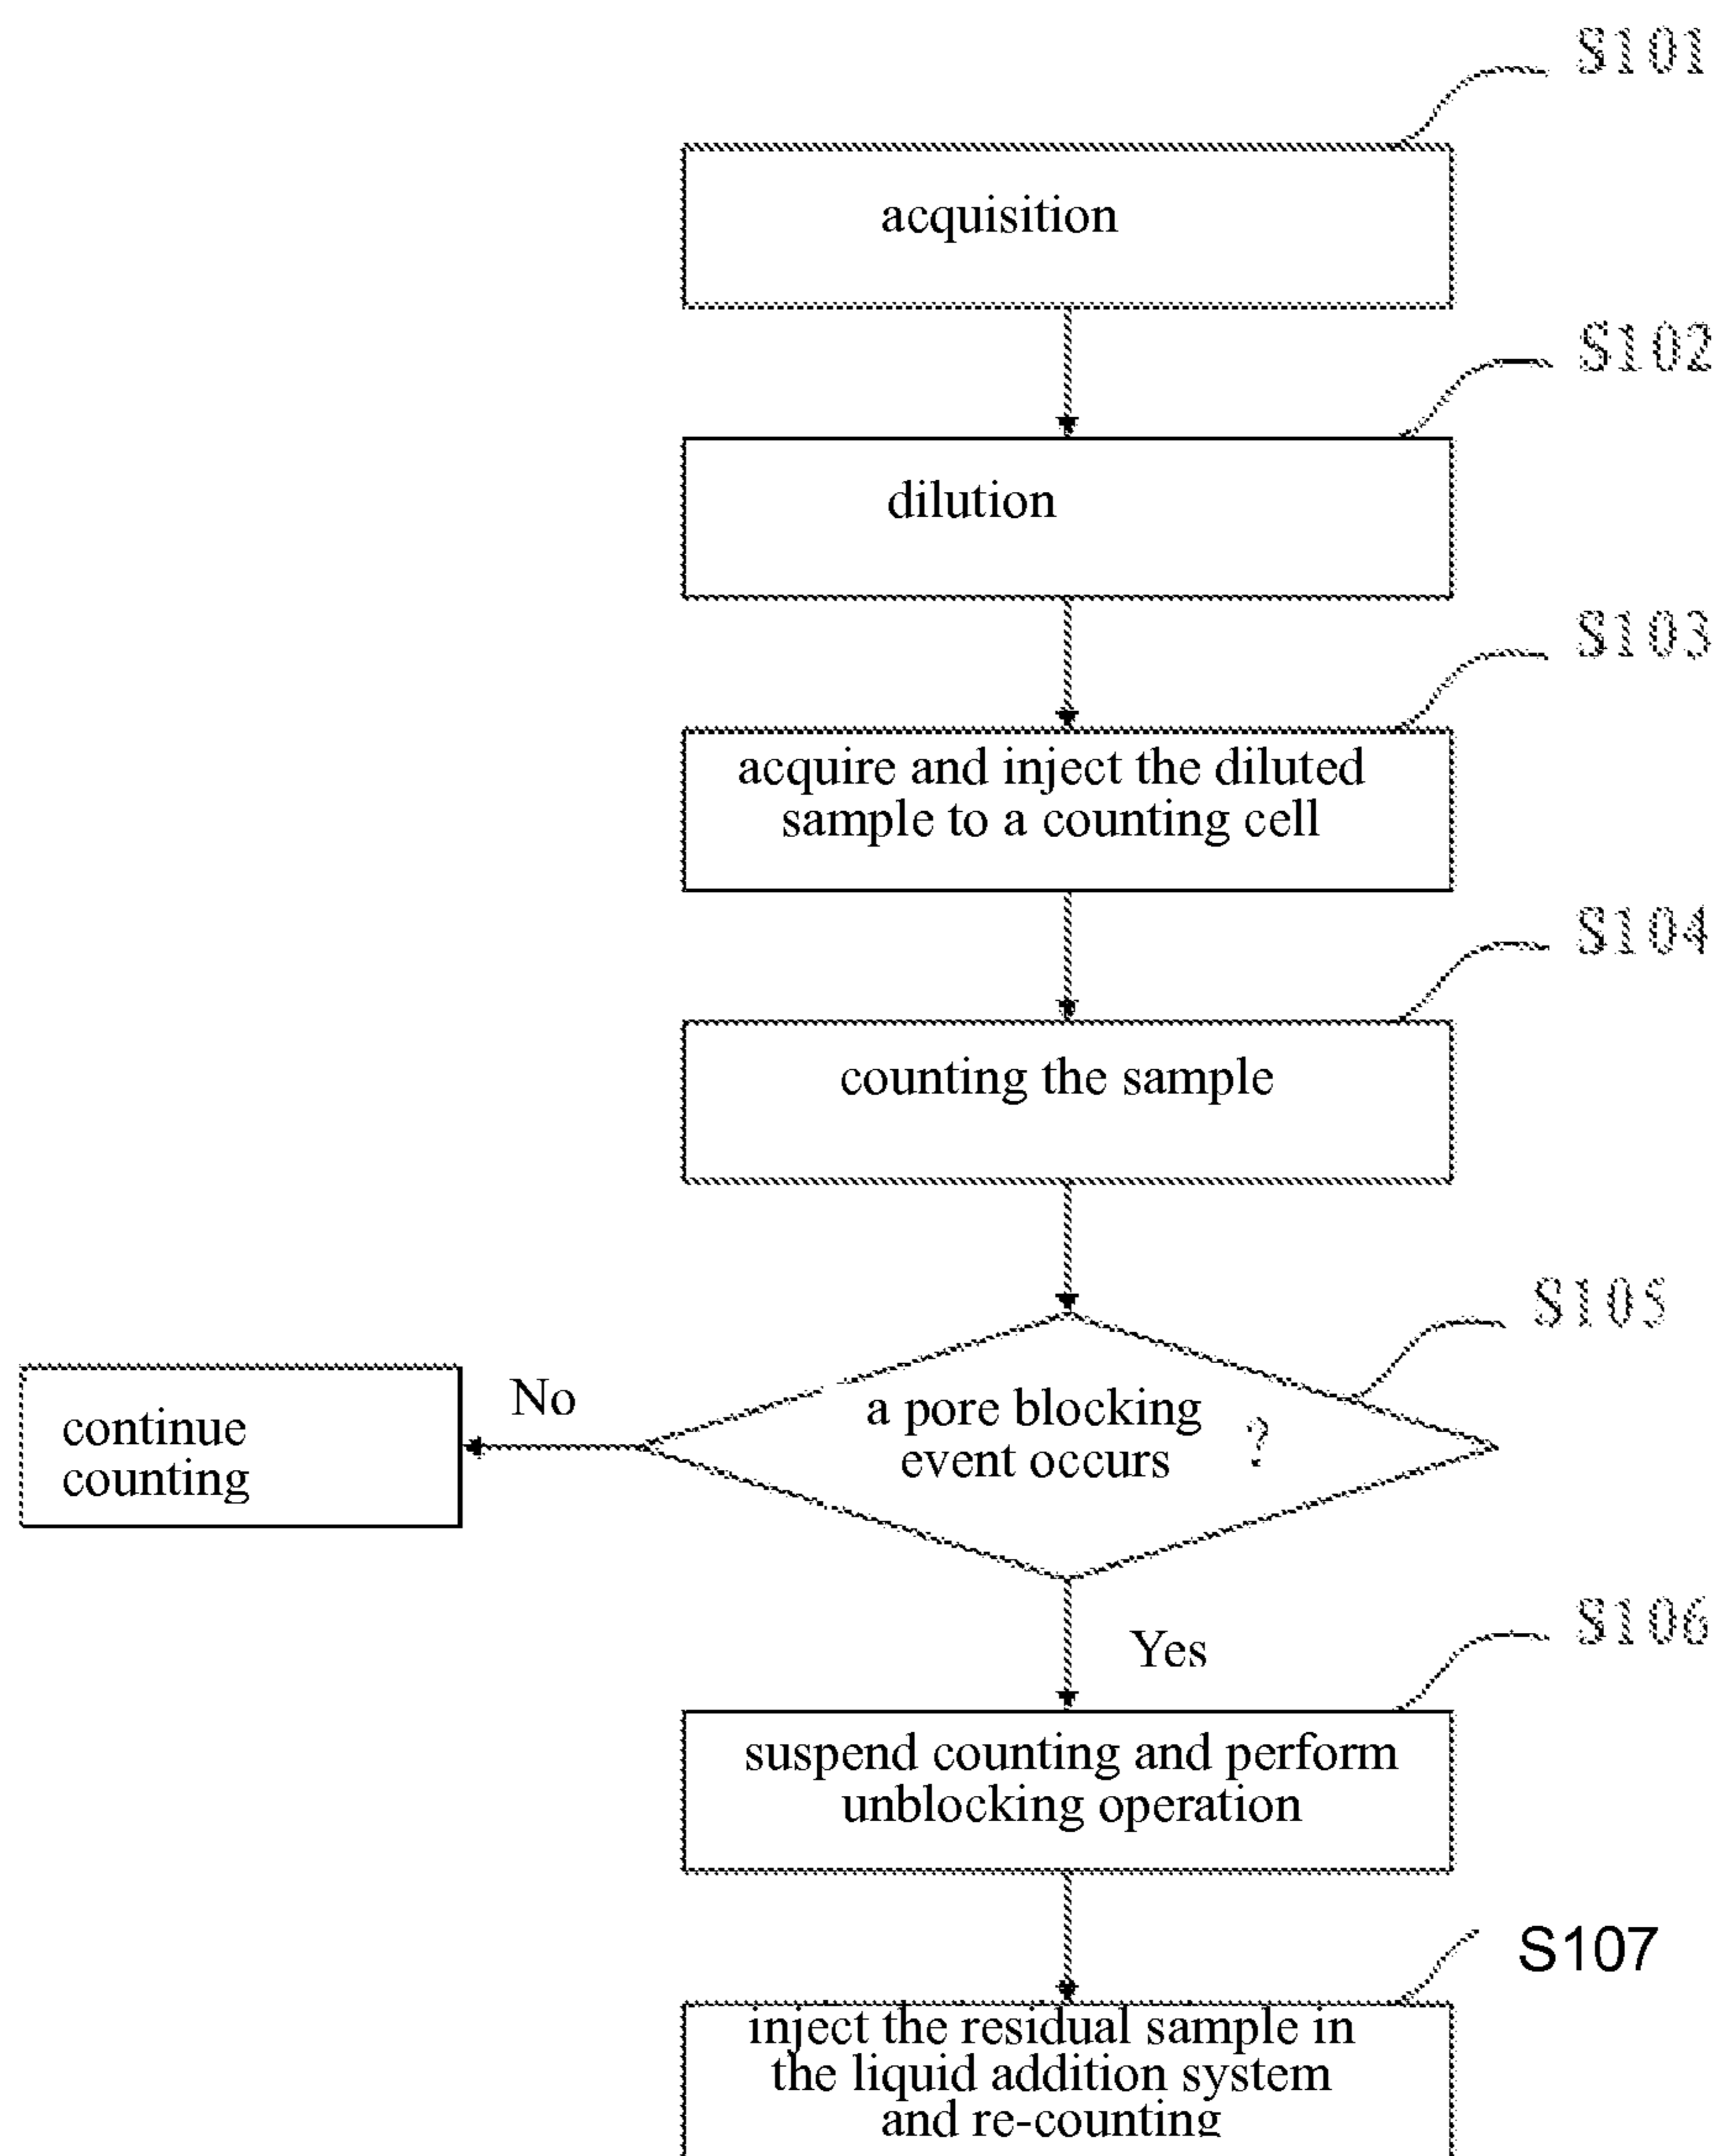 S101
acquisition
S102
dilution
S103
acquire and inject the diluted
sample to a counting cell
S104
counting the sample
S105
a pore blocking
event occurs ?
No
continue
counting
Yes
S106
suspend counting and perform
unblocking operation
S107
inject the residual sample in
the liquid addition system
and re-counting